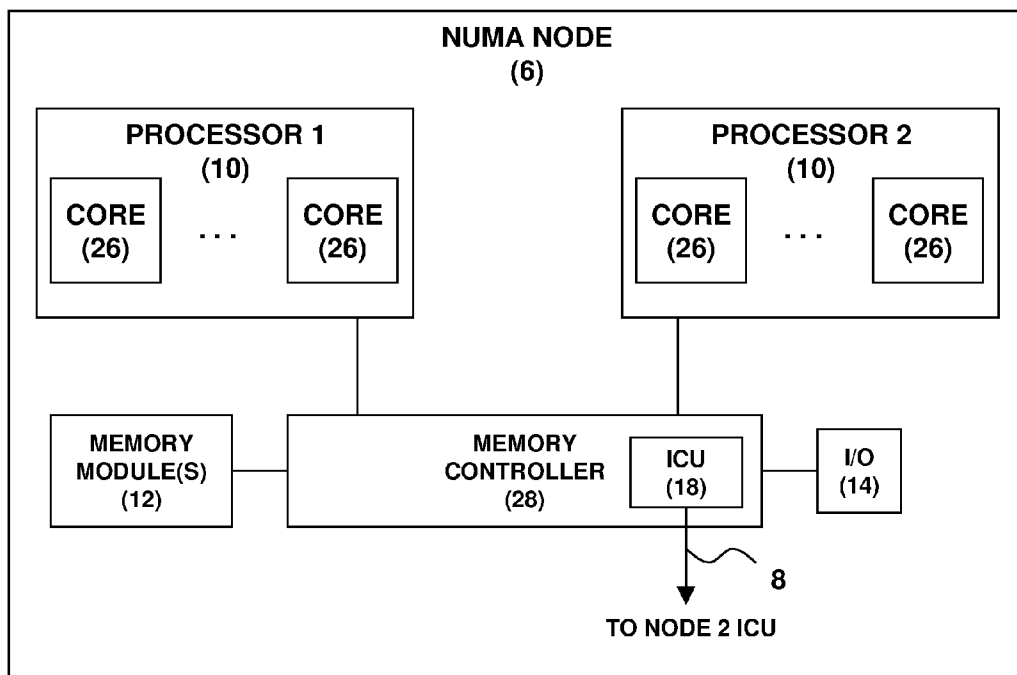 NUMA NODE
(6)
PROCESSOR 1
(10)
CORE
(26)
. . .
CORE
(26)
PROCESSOR 2
(10)
CORE
(26)
. . .
CORE
(26)
MEMORY
MODULE(S)
(12)
MEMORY
CONTROLLER
(28)
ICU
(18)
I/O
(14)
8
TO NODE 2 ICU